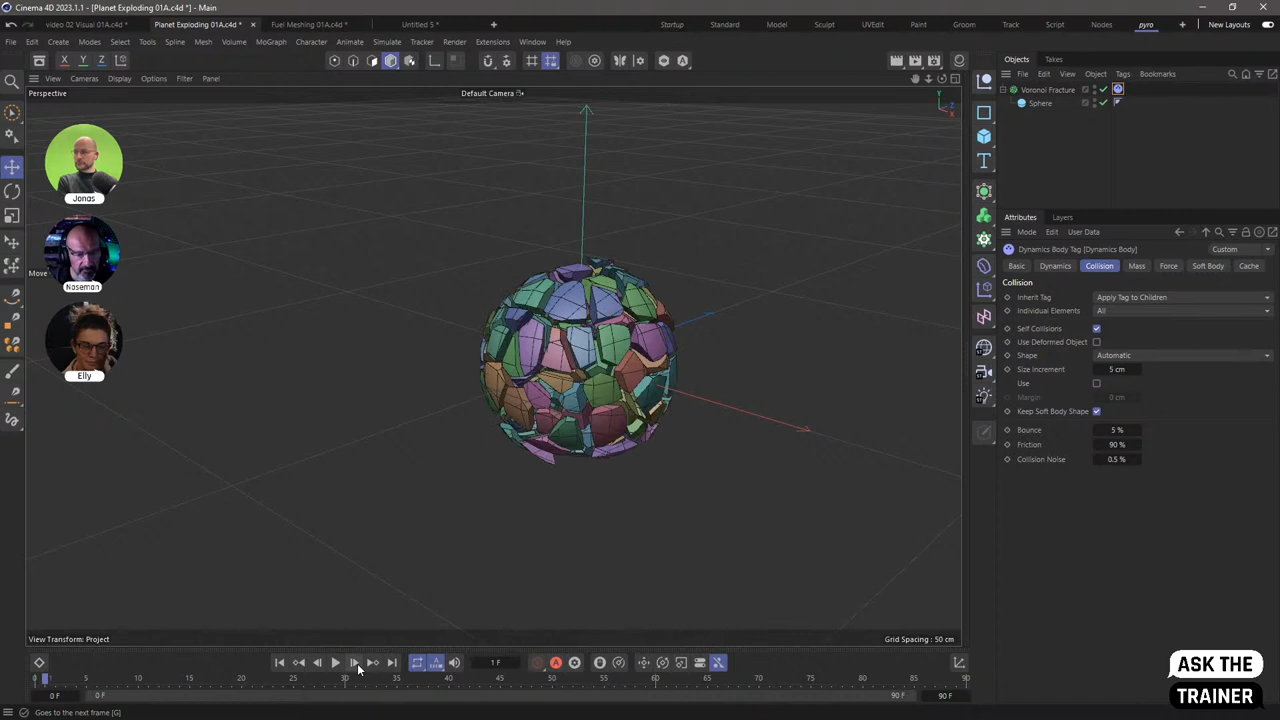 Cinema 4D 2023.1.1 - [Planet Exploding 01A.c4d *] - Main
video 02 Visual 01A.c4d *
Planet Exploding 01A.c4d *
Fuel Meshing 01A.c4d *
Untitled 5 *
Startup
Standard
Model
Sculpt
UVEdit
Paint
Groom
Track
Script
Nodes
pyro
New Layouts
File Edit Create Modes Select Tools Spline Mesh Volume MoGraph Character Animate Simulate Tracker Render Extensions Window Help
X Y Z
View Cameras Display Options Filter Panel
Perspective
Default Camera
Y
Z
X
Jonas
Move
Noseman
Elly
View Transform: Project
Grid Spacing : 50 cm
Objects Takes
File Edit View Object Tags Bookmarks
Voronoi Fracture
Sphere
Attributes Layers
Mode Edit User Data
Dynamics Body Tag [Dynamics Body]
Custom
Basic Dynamics Collision Mass Force Soft Body Cache
Collision
Inherit Tag Apply Tag to Children
Individual Elements All
Self Collisions
Use Deformed Object
Shape Automatic
Size Increment 5 cm
Use
Margin 0 cm
Keep Soft Body Shape
Bounce 5 %
Friction 90 %
Collision Noise 0.5 %
1 F
0 5 10 15 20 25 30 35 40 45 50 55 60 65 70 75 80 85 90
0 F
0 F
90 F
90 F
Goes to the next frame [G]
ASK THE
TRAINER